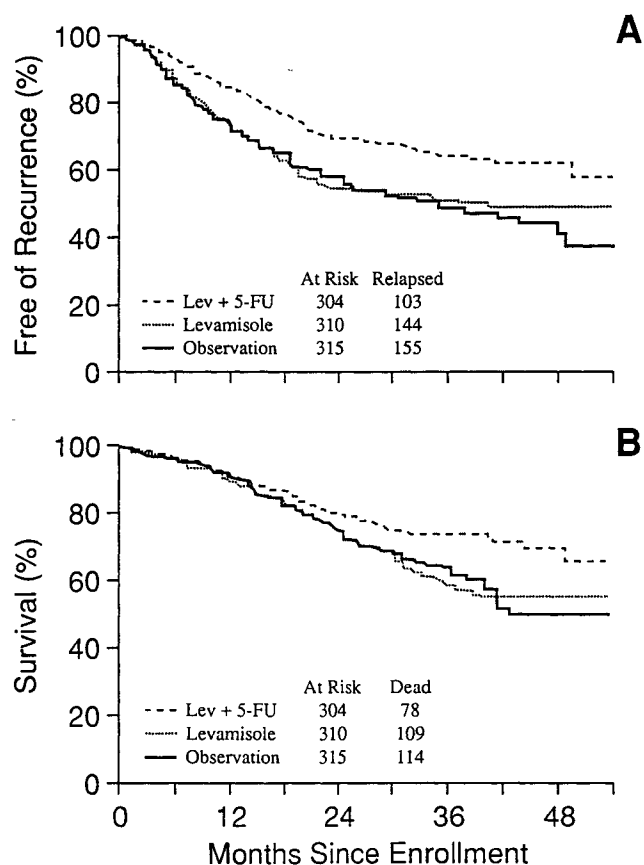 A
Free of Recurrence (%)
100
80
60
40
20
0
At Risk Relapsed
Lev + 5-FU 304 103
Levamisole 310 144
Observation 315 155
B
Survival (%)
100
80
60
40
20
0
At Risk Dead
Lev + 5-FU 304 78
Levamisole 310 109
Observation 315 114
0 12 24 36 48
Months Since Enrollment